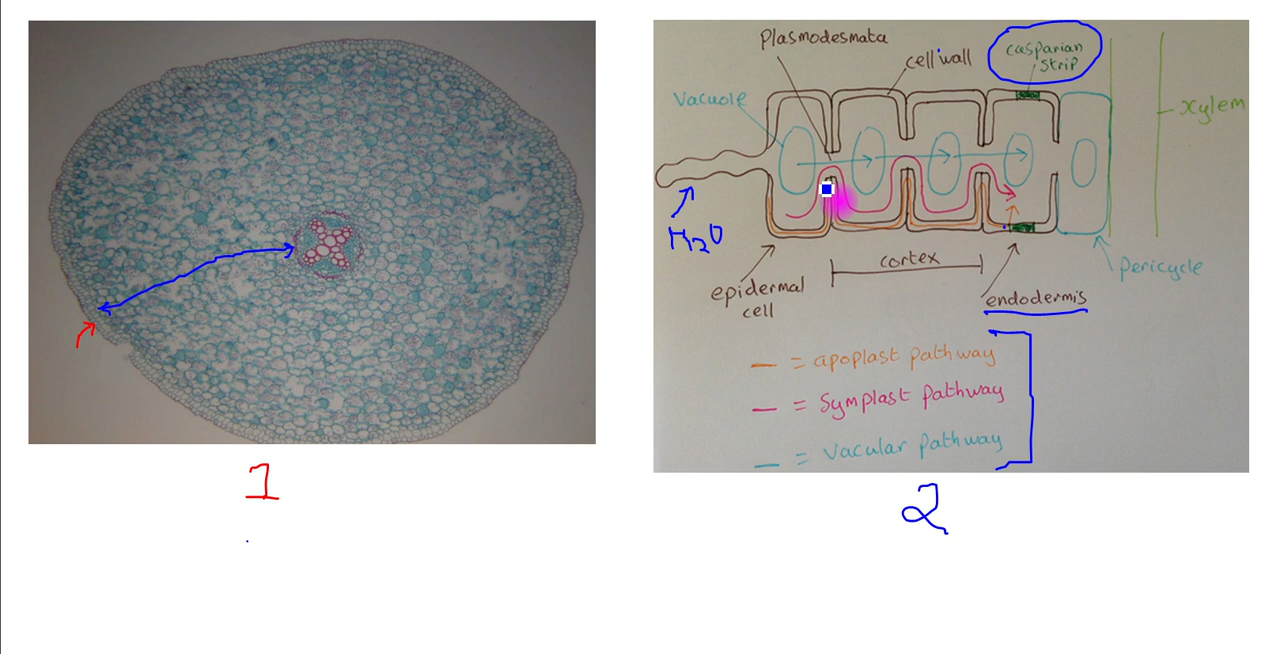 Plasmodesmata
cell wall
casparian
strip
vacuole
xylem
H2O
cortex
epidermal
cell
endodermis
pericycle
— = apoplast pathway
— = Symplast pathway
— = vacular pathway
1
2